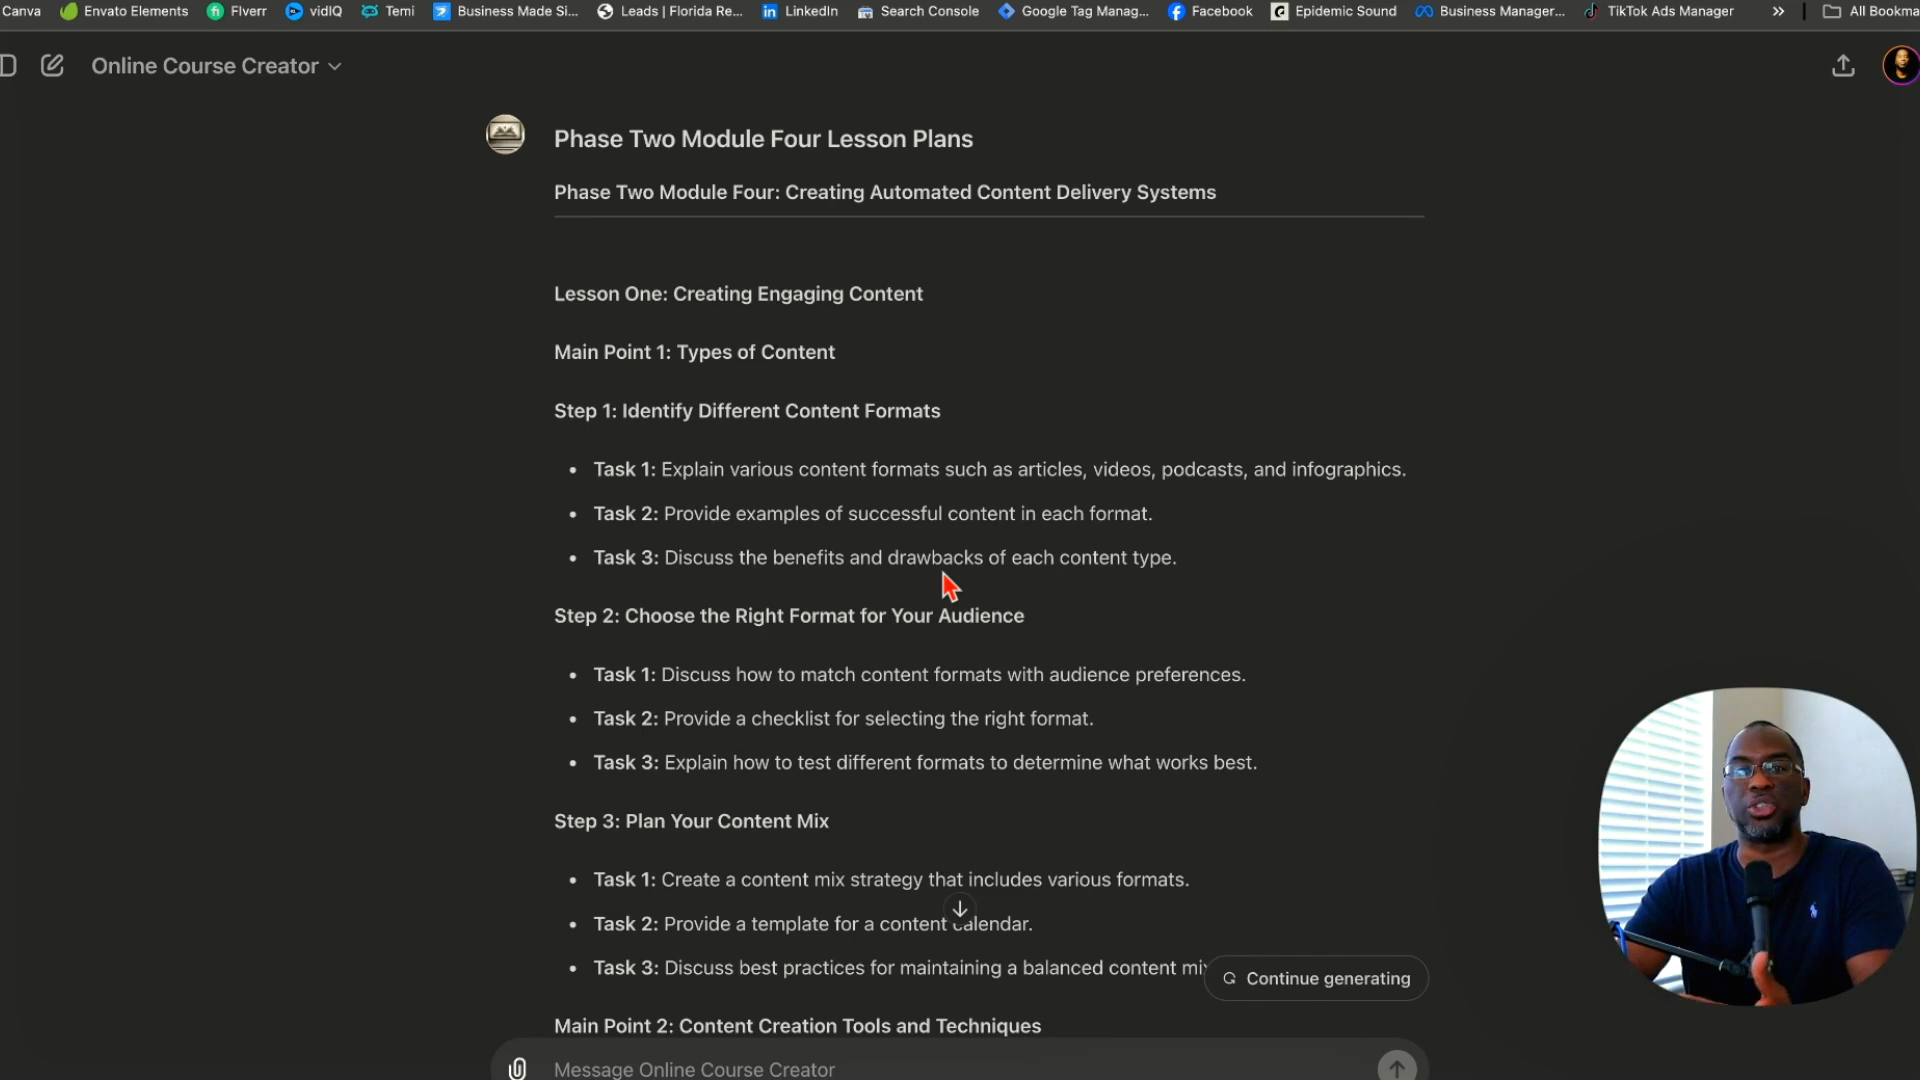 Canva Envato Elements Fiverr vidIQ Temi Business Made Si... Leads | Florida Re... LinkedIn Search Console Google Tag Manag... Facebook Epidemic Sound Business Manager... TikTok Ads Manager » All Bookma
Online Course Creator
Phase Two Module Four Lesson Plans
Phase Two Module Four: Creating Automated Content Delivery Systems
Lesson One: Creating Engaging Content
Main Point 1: Types of Content
Step 1: Identify Different Content Formats
• Task 1: Explain various content formats such as articles, videos, podcasts, and infographics.
• Task 2: Provide examples of successful content in each format.
• Task 3: Discuss the benefits and drawbacks of each content type.
Step 2: Choose the Right Format for Your Audience
• Task 1: Discuss how to match content formats with audience preferences.
• Task 2: Provide a checklist for selecting the right format.
• Task 3: Explain how to test different formats to determine what works best.
Step 3: Plan Your Content Mix
• Task 1: Create a content mix strategy that includes various formats.
• Task 2: Provide a template for a content calendar.
• Task 3: Discuss best practices for maintaining a balanced content mix
Continue generating
Main Point 2: Content Creation Tools and Techniques
Message Online Course Creator